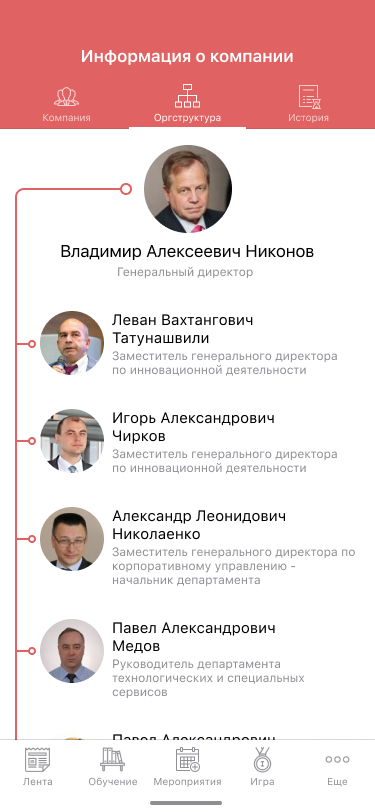 Информация о компании
Компания
Оргструктура
История
Владимир Алексеевич Никонов
Генеральный директор
Леван Вахтангович
Татунашвили
Заместитель генерального директора
по инновационной деятельности
Игорь Александрович
Чирков
Заместитель генерального директора
по инновационной деятельности
Александр Леонидович
Николаенко
Заместитель генерального директора по
корпоративному управлению -
начальник департамента
Павел Александрович
Медов
Руководитель департамента
технологических и специальных
сервисов
Павел Александрович
Лента
Обучение
Мероприятия
Игра
Еще